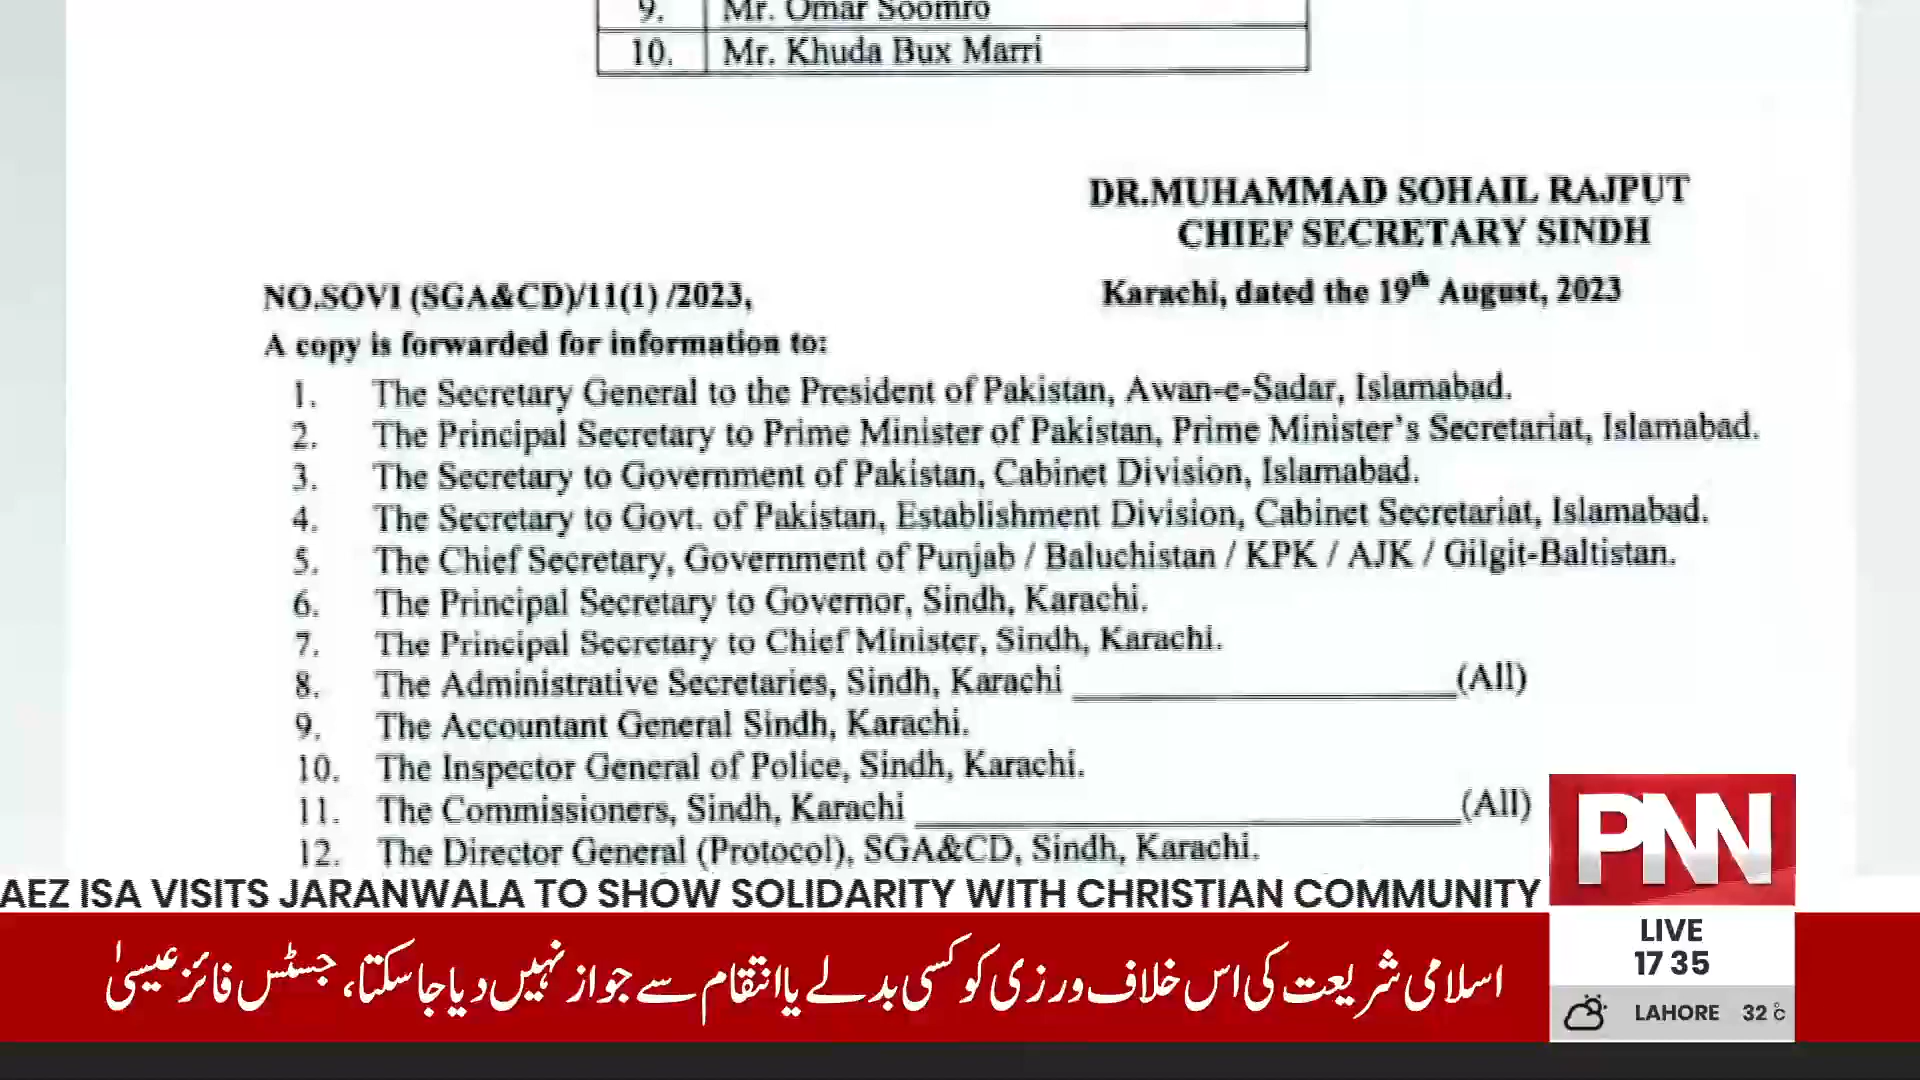 9. Mr. Omar Soomro
10. Mr. Khuda Bux Marri
DR.MUHAMMAD SOHAIL RAJPUT
CHIEF SECRETARY SINDH
NO.SOVI (SGA&CD)/11(1) /2023, Karachi, dated the 19th August, 2023
A copy is forwarded for information to:
1. The Secretary General to the President of Pakistan, Awan-e-Sadar, Islamabad.
2. The Principal Secretary to Prime Minister of Pakistan, Prime Minister's Secretariat, Islamabad.
3. The Secretary to Government of Pakistan, Cabinet Division, Islamabad.
4. The Secretary to Govt. of Pakistan, Establishment Division, Cabinet Secretariat, Islamabad.
5. The Chief Secretary, Government of Punjab / Baluchistan / KPK / AJK / Gilgit-Baltistan.
6. The Principal Secretary to Governor, Sindh, Karachi.
7. The Principal Secretary to Chief Minister, Sindh, Karachi.
8. The Administrative Secretaries, Sindh, Karachi ____________________(All)
9. The Accountant General Sindh, Karachi.
10. The Inspector General of Police, Sindh, Karachi.
11. The Commissioners, Sindh, Karachi ____________________________(All)
12. The Director General (Protocol), SGA&CD, Sindh, Karachi.
AEZ ISA VISITS JARANWALA TO SHOW SOLIDARITY WITH CHRISTIAN COMMUNITY
PNN
اسلامی شریعت کی اس خلاف ورزی کو کسی بدلے یا انتقام سے جواز نہیں دیا جا سکتا، جسٹس فائز عیسیٰ
LIVE
17 35
LAHORE 32 °C